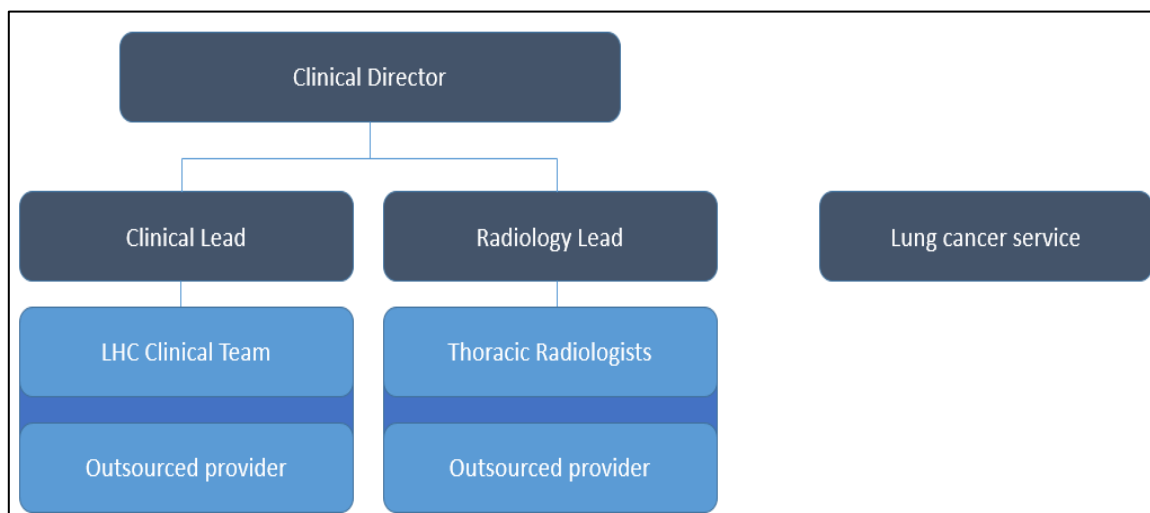 Clinical Director
Clinical Lead
Radiology Lead
Lung cancer service
LHC Clinical Team
Thoracic Radiologists
Outsourced provider
Outsourced provider